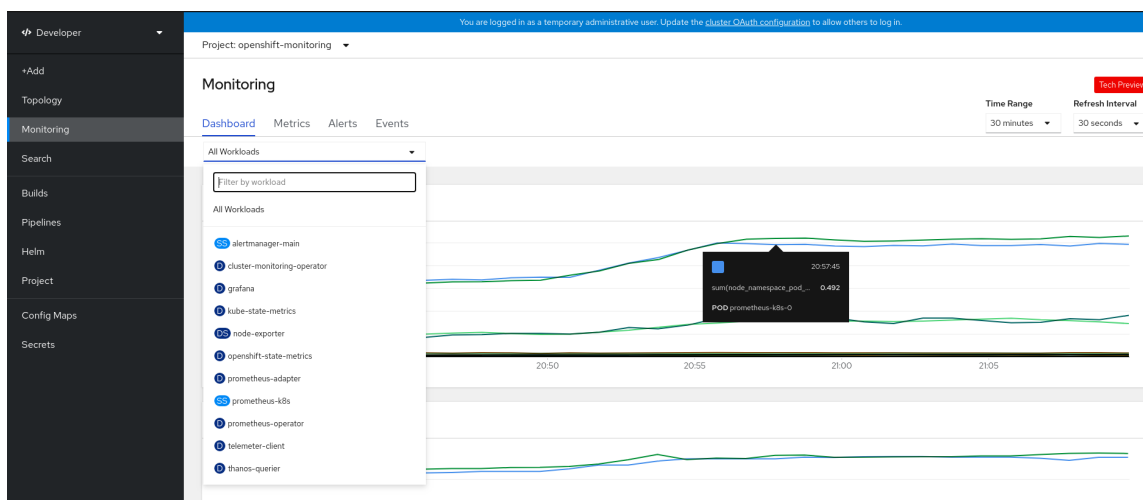 You are logged in as a temporary administrative user. Update the cluster OAuth configuration to allow others to log in.
</> Developer
+Add
Topology
Monitoring
Search
Builds
Pipelines
Helm
Project
Config Maps
Secrets
Project: openshift-monitoring
Monitoring
Tech Preview
Time Range
Refresh Interval
30 minutes
30 seconds
Dashboard Metrics Alerts Events
All Workloads
Filter by workload
All Workloads
SS alertmanager-main
D cluster-monitoring-operator
D grafana
D kube-state-metrics
DS node-exporter
D openshift-state-metrics
D prometheus-adapter
SS prometheus-k8s
D prometheus-operator
D telemeter-client
D thanos-querier
20:57:45
sum(node_namespace_pod_... 0.492
POD prometheus-k8s-0
20:50 20:55 21:00 21:05